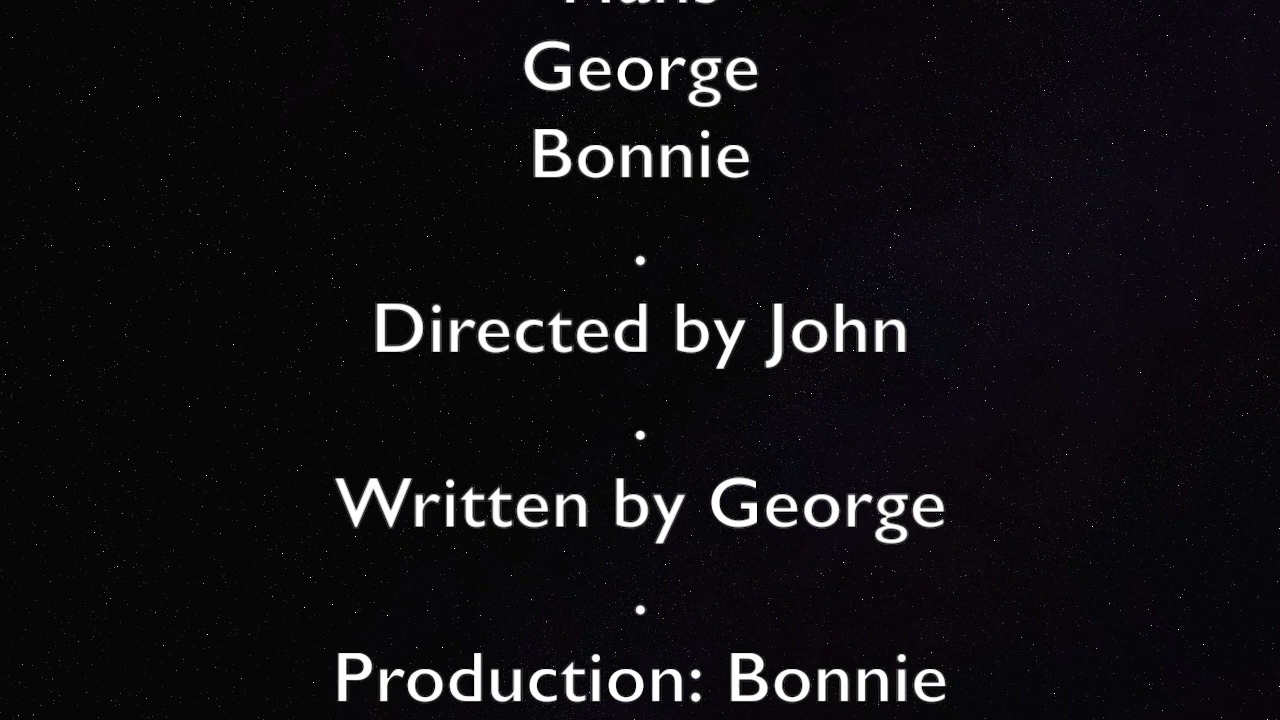 George
Bonnie
.
Directed by John
.
Written by George
.
Production: Bonnie